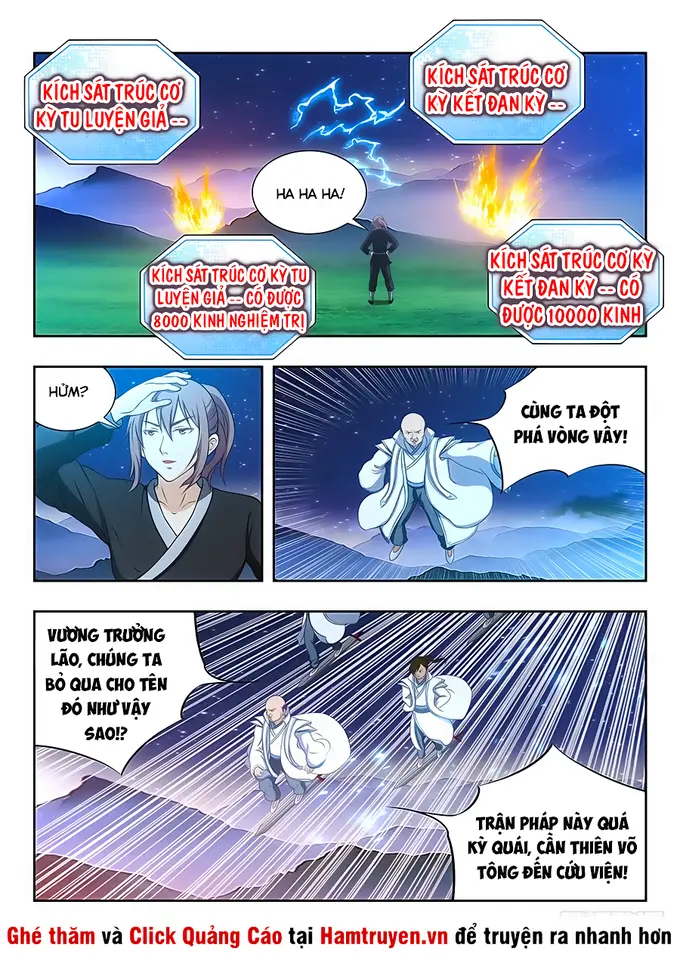 KÍCH SÁT TRÚC CƠ
KỲ TU LUYỆN GIẢ --
KÍCH SÁT TRÚC CƠ
KỲ KẾT ĐAN KỲ --
HA HA HA!
KÍCH SÁT TRÚC CƠ KỲ TU
LUYỆN GIẢ -- CÓ ĐƯỢC
8000 KINH NGHIỆM TRỊ
KÍCH SÁT TRÚC CƠ KỲ
KẾT ĐAN KỲ -- CÓ
ĐƯỢC 10000 KINH
HỬM?
CÙNG TA ĐỘT
PHÁ VÒNG VÂY!
VƯƠNG TRƯỞNG
LÃO, CHÚNG TA
BỎ QUA CHO TÊN
ĐÓ NHƯ VẬY
SAO!?
TRẬN PHÁP NÀY QUÁ
KỲ QUÁI, CẦN THIÊN VÕ
TÔNG ĐẾN CỨU VIỆN!
Ghé thăm và Click Quảng Cáo tại Hamtruyen.vn để truyện ra nhanh hơn